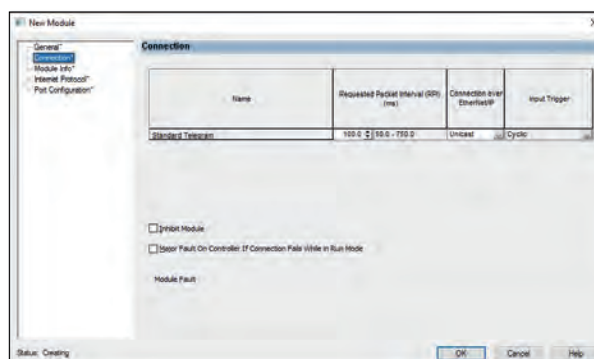 New Module
General*
Connection*
Module Info*
Internet Protocol*
Port Configuration*
Connection
Name
Requested Packet Interval (RPI)
(ms)
Connection over
EtherNet/IP
Input Trigger
Standard Telegram
100.0
10.0 - 750.0
Unicast
Cyclic
Inhibit Module
Major Fault On Controller If Connection Fails While in Run Mode
Module Fault
Status: Creating
OK
Cancel
Help